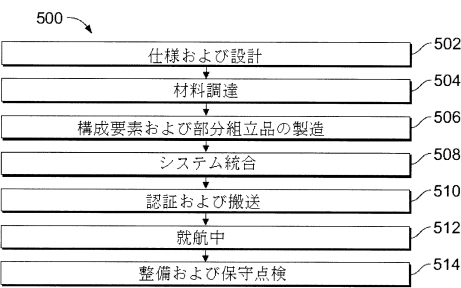 500
仕様および設計 502
材料調達 504
構成要素および部分組立品の製造 506
システム統合 508
認証および搬送 510
就航中 512
整備および保守点検 514